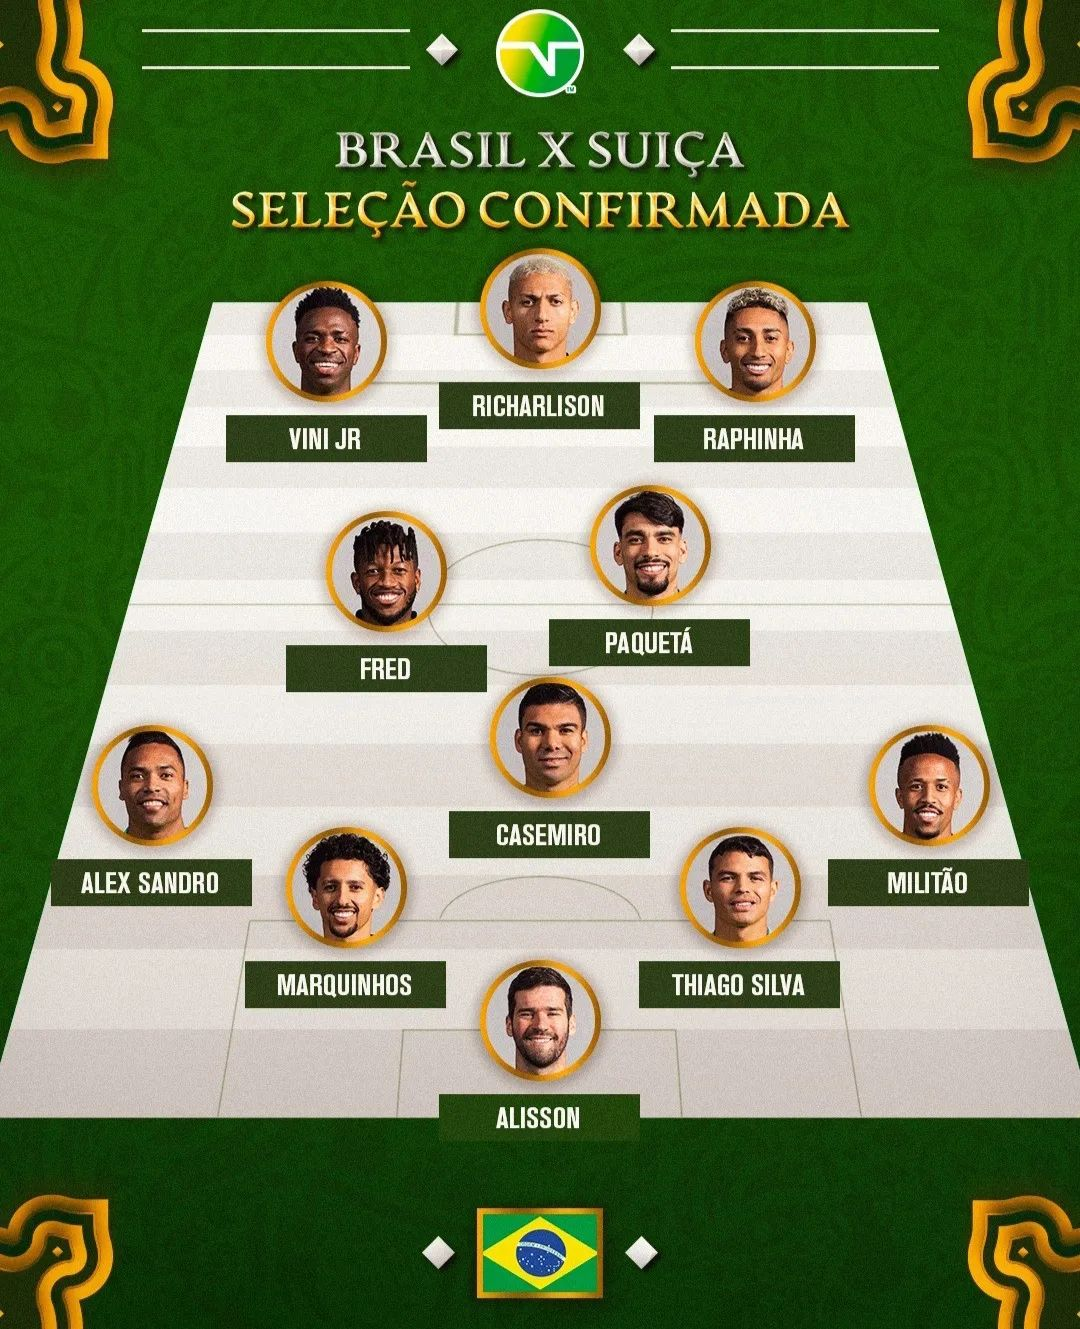 BRASIL X SUIÇA
SELEÇÃO CONFIRMADA
RICHARLISON
VINI JR
RAPHINHA
PAQUETÁ
FRED
CASEMIRO
ALEX SANDRO
MILITÃO
MARQUINHOS
THIAGO SILVA
ALISSON